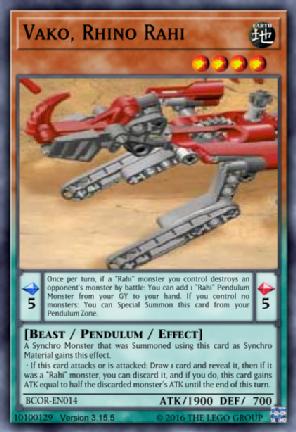 VAKO, RHINO RAHI
EARTH
地
Once per turn, if a "Rahi" monster you control destroys an
opponent's monster by battle: You can add 1 "Rahi" Pendulum
Monster from your GY to your hand. If you control no
monsters: You can Special Summon this card from your
Pendulum Zone.
5
5
[BEAST / PENDULUM / EFFECT]
A Synchro Monster that was Summoned using this card as Synchro
Material gains this effect.
· If this card attacks or is attacked: Draw 1 card and reveal it, then if it
was a "Rahi" monster, you can discard it, and if you do, this card gains
ATK equal to half the discarded monster's ATK until the end of this turn.
BCOR-EN014
ATK/1900 DEF/ 700
10100129
Version 3.16.5
©2016 THE LEGO GROUP